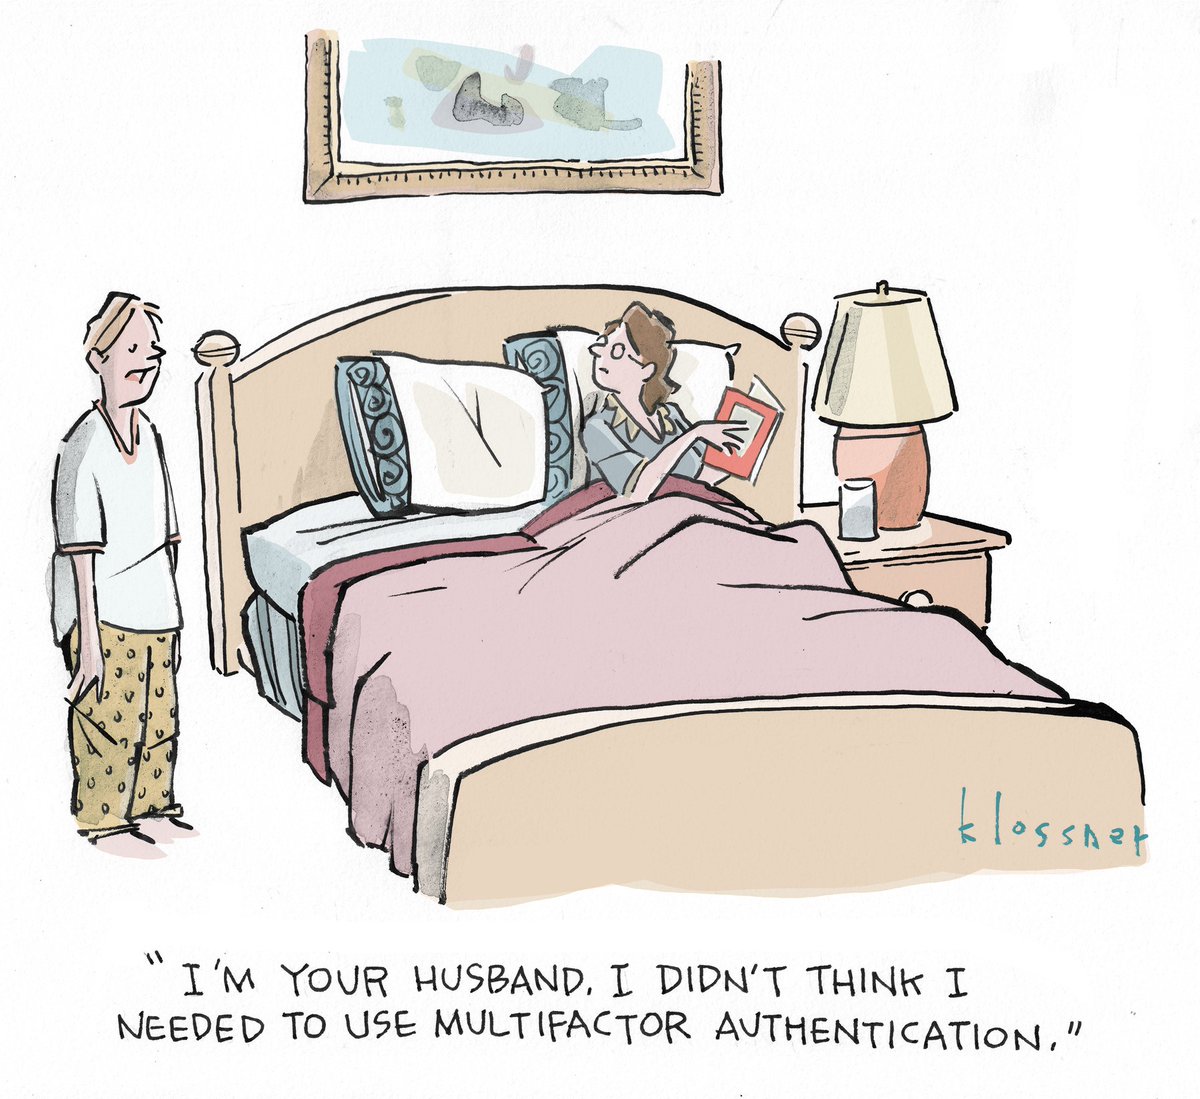 klossner
"I'M YOUR HUSBAND. I DIDN'T THINK I
NEEDED TO USE MULTIFACTOR AUTHENTICATION."